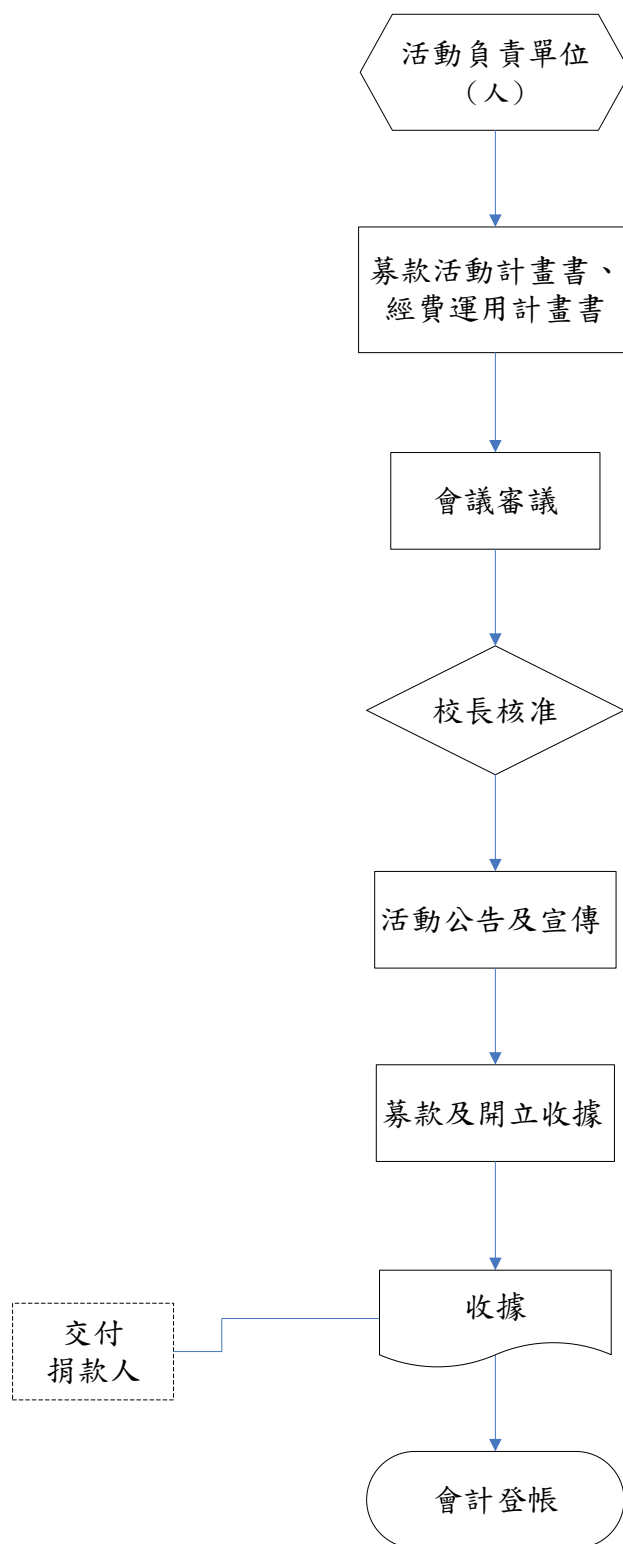 活動負責單位
（人）
募款活動計畫書、
經費運用計畫書
會議審議
校長核准
活動公告及宣傳
募款及開立收據
收據
交付
捐款人
會計登帳